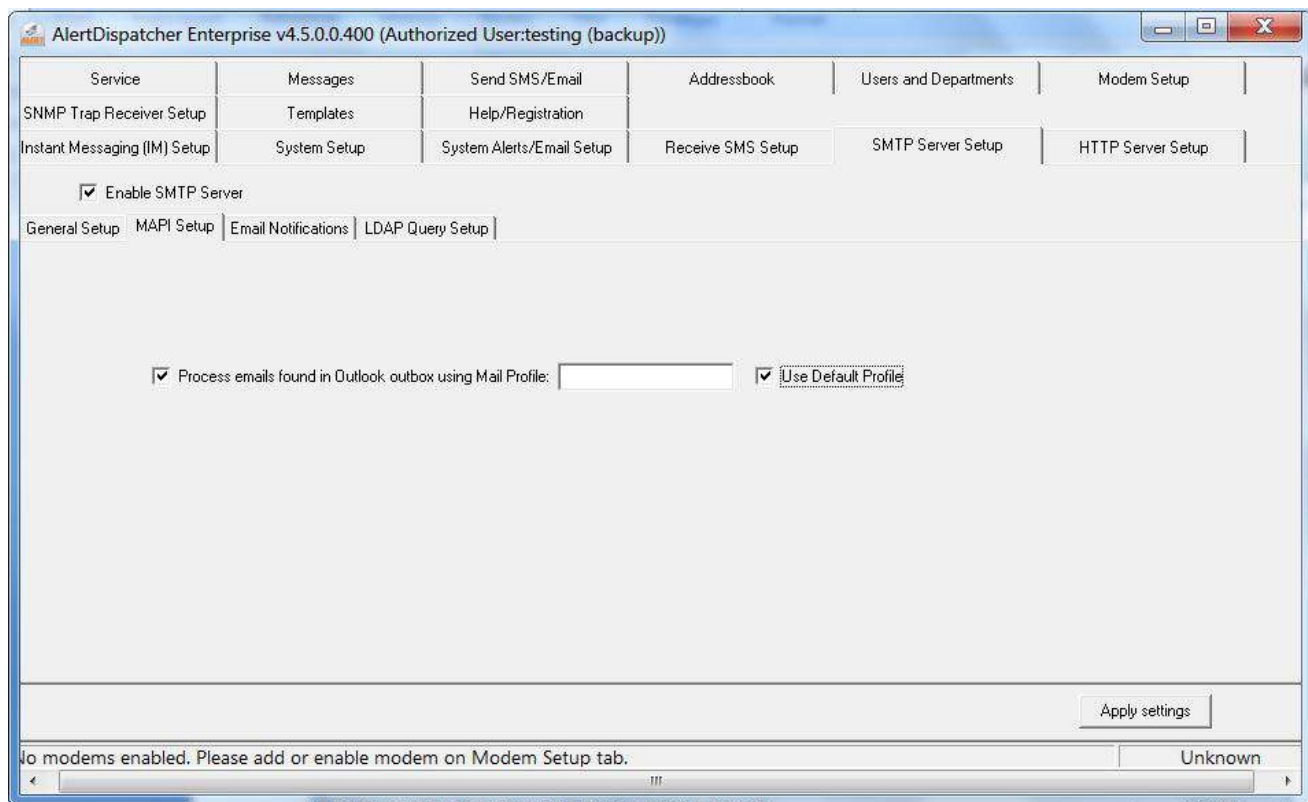 AlertDispatcher Enterprise v4.5.0.0.400 (Authorized User:testing (backup))
Service Messages Send SMS/Email Addressbook Users and Departments Modem Setup
SNMP Trap Receiver Setup Templates Help/Registration
Instant Messaging (IM) Setup System Setup System Alerts/Email Setup Receive SMS Setup SMTP Server Setup HTTP Server Setup
Enable SMTP Server
General Setup MAPI Setup Email Notifications LDAP Query Setup
Process emails found in Outlook outbox using Mail Profile: Use Default Profile
Apply settings
No modems enabled. Please add or enable modem on Modem Setup tab. Unknown